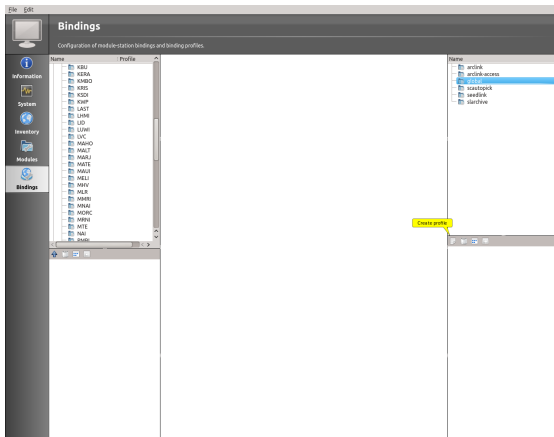 File Edit
Bindings
Configuration of module-station bindings and binding profiles.
Information
System
Inventory
Modules
Bindings
Name Profile
KBU
KERA
KMBO
KRIS
KSDI
KWP
LAST
LHMI
LID
LUWI
LVC
MAHO
MALT
MARJ
MATE
MAUI
MELI
MHV
MLR
MMRI
MNAI
MORC
MRNI
MTE
NAI
Create profile
Name
arclink
arclink-access
global
scautopick
seedlink
slarchive